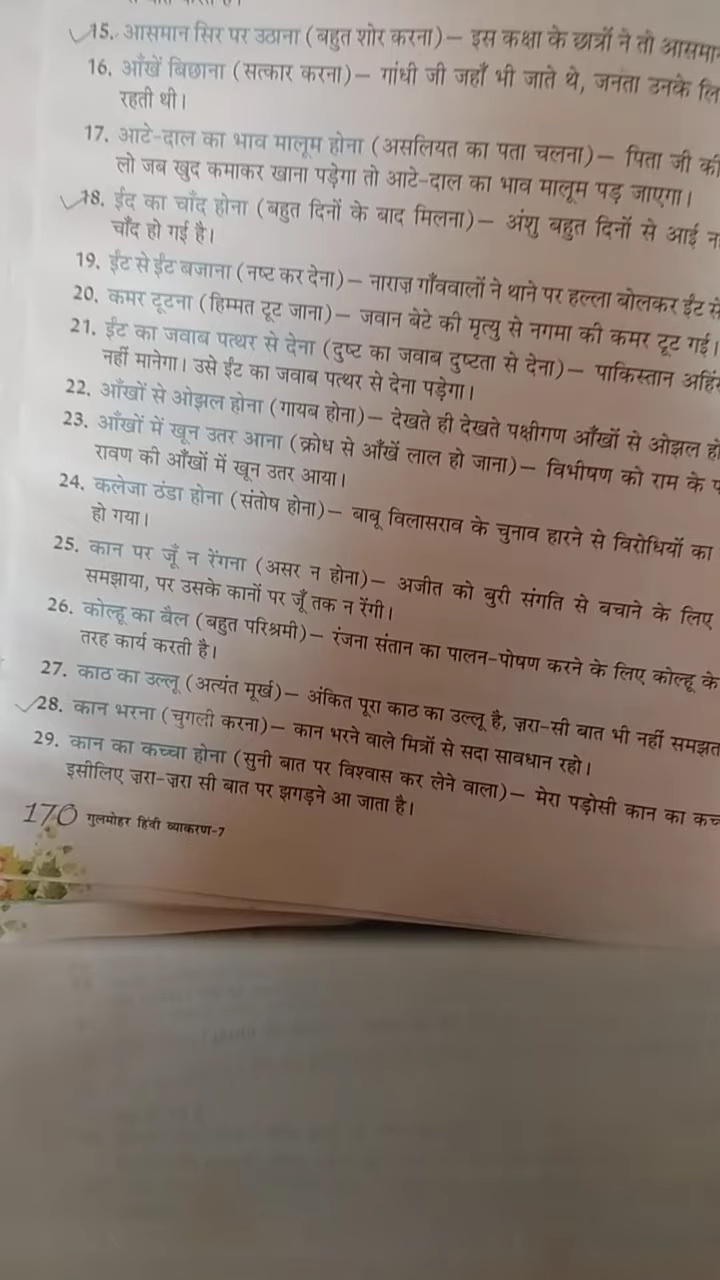 15. आसमान सिर पर उठाना (बहुत शोर करना)– इस कक्षा के छात्रों ने तो
16. आँखें बिछाना (सत्कार करना)– गांधी जी जहाँ भी जाते थे, जनता उनके
रहती थी।
17. आटे-दाल का भाव मालूम होना (असलियत का पता चलना)– पिता जी की
लो जब खुद कमाकर खाना पड़ेगा तो आटे-दाल का भाव मालूम पड़ जाएगा।
18. ईद का चाँद होना (बहुत दिनों के बाद मिलना)– अंशु बहुत दिनों से आई
चाँद हो गई है।
19. ईंट से ईंट बजाना (नष्ट कर देना)– नाराज़ गाँववालों ने थाने पर हल्ला बोलकर ईंट से
20. कमर टूटना (हिम्मत टूट जाना)– जवान बेटे की मृत्यु से नगमा की कमर टूट गई।
21. ईंट का जवाब पत्थर से देना (दुष्ट का जवाब दुष्टता से देना)– पाकिस्तान
नहीं मानेगा। उसे ईंट का जवाब पत्थर से देना पड़ेगा।
22. आँखों से ओझल होना (गायब होना)– देखते ही देखते पक्षीगण आँखों से ओझल हो
23. आँखों में खून उतर आना (क्रोध से आँखें लाल हो जाना)– विभीषण को राम के
रावण की आँखों में खून उतर आया।
24. कलेजा ठंडा होना (संतोष होना)– बाबू विलासराव के चुनाव हारने से विरोधियों का
हो गया।
25. कान पर जूँ न रेंगना (असर न होना)– अजीत को बुरी संगति से बचाने के लिए
समझाया, पर उसके कानों पर जूँ तक न रेंगी।
26. कोल्हू का बैल (बहुत परिश्रमी)– रंजना संतान का पालन-पोषण करने के लिए कोल्हू के
तरह कार्य करती है।
27. काठ का उल्लू (अत्यंत मूर्ख)– अंकित पूरा काठ का उल्लू है, ज़रा-सी बात भी नहीं
28. कान भरना (चुगली करना)– कान भरने वाले मित्रों से सदा सावधान रहो।
29. कान का कच्चा होना (सुनी बात पर विश्वास कर लेने वाला)– मेरा पड़ोसी कान का
इसीलिए ज़रा-ज़रा सी बात पर झगड़ने आ जाता है।
170 गुलमोहर हिंदी व्याकरण-7